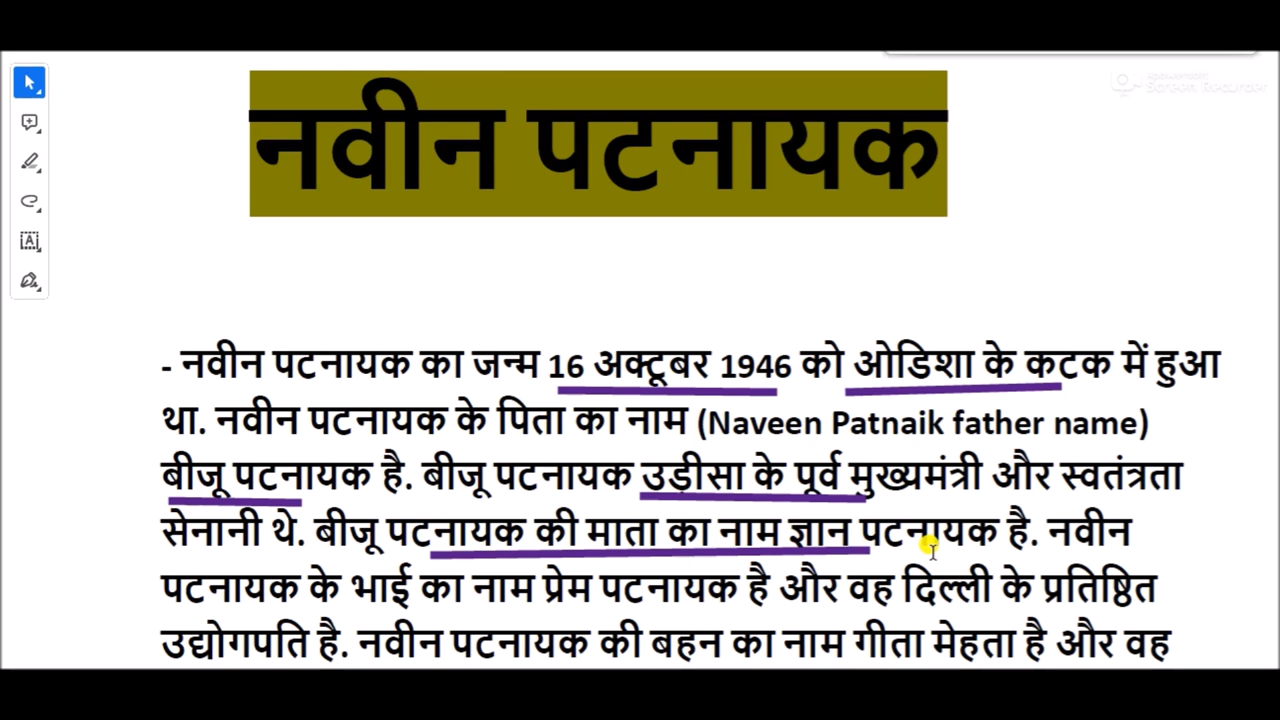 Screen Recorder
नवीन पटनायक
- नवीन पटनायक का जन्म 16 अक्टूबर 1946 को ओडिशा के कटक में हुआ
था. नवीन पटनायक के पिता का नाम (Naveen Patnaik father name)
बीजू पटनायक है. बीजू पटनायक उड़ीसा के पूर्व मुख्यमंत्री और स्वतंत्रता
सेनानी थे. बीजू पटनायक की माता का नाम ज्ञान पटनायक है. नवीन
पटनायक के भाई का नाम प्रेम पटनायक है और वह दिल्ली के प्रतिष्ठित
उद्योगपति है. नवीन पटनायक की बहन का नाम गीता मेहता है और वह